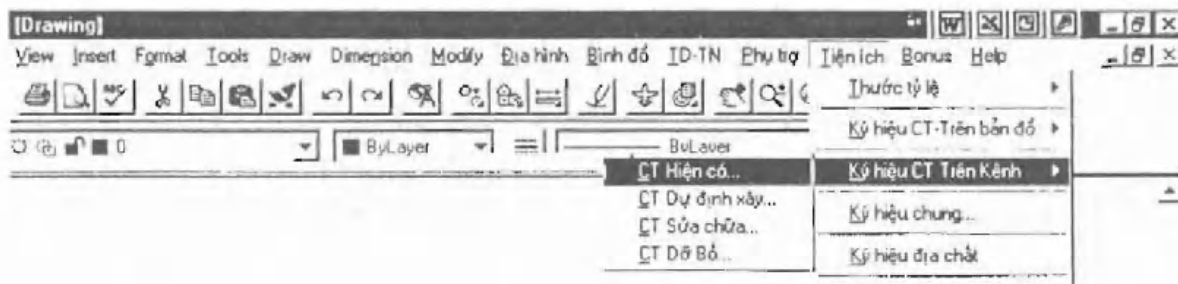 [Drawing]
View Insert Format Tools Draw Dimension Modify Địa hình Bình đồ TD-TN Phụ trợ Tiện ích Bonus Help
Thước tỷ lệ
Ký hiệu CT-Trên bản đồ
0 ByLayer ByLayer
CT Hiện có... Ký hiệu CT Trên Kênh
CT Dự định xây...
Ký hiệu chung...
CT Sửa chữa...
CT Dỡ Bỏ... Ký hiệu địa chất